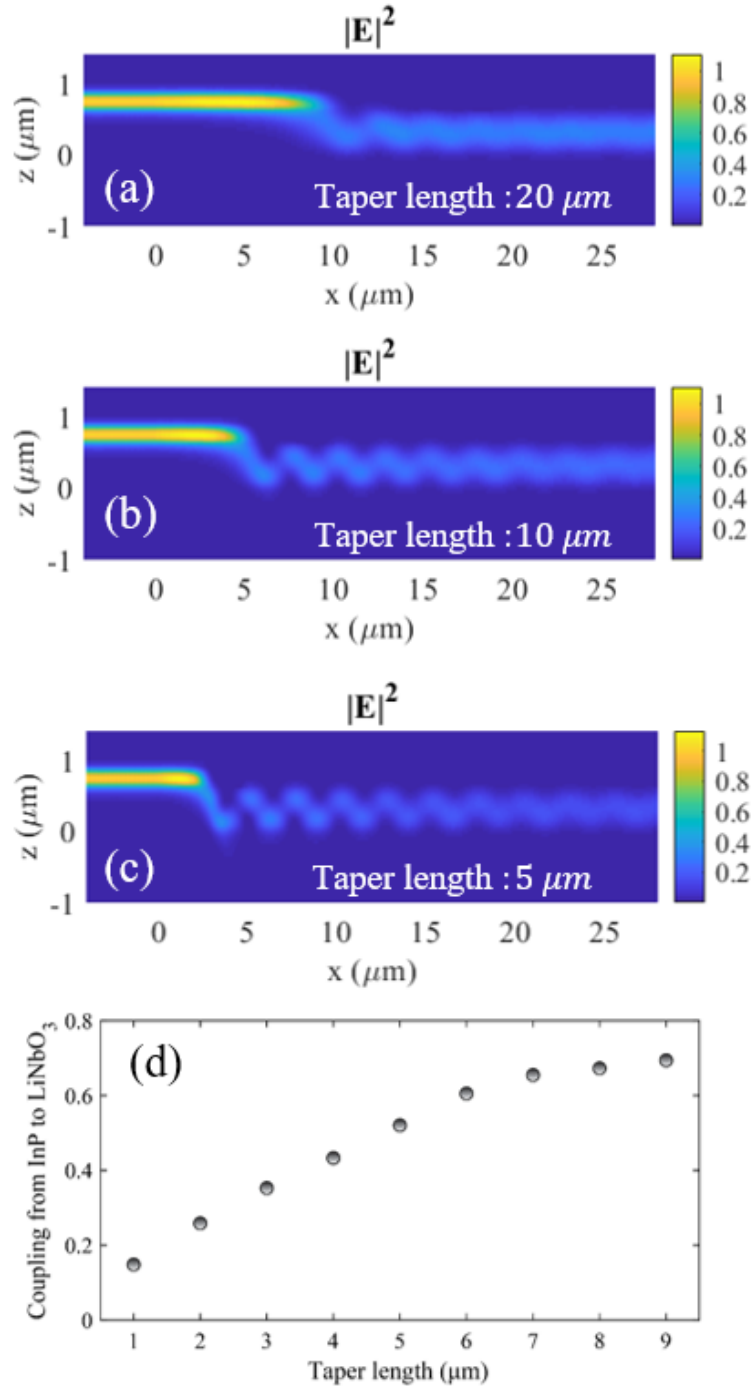 |E|²
1
0
-1
z (μm)
(a)
Taper length :20 μm
0 5 10 15 20 25
x (μm)
1
0.8
0.6
0.4
0.2
|E|²
1
0
-1
z (μm)
(b)
Taper length :10 μm
0 5 10 15 20 25
x (μm)
1
0.8
0.6
0.4
0.2
|E|²
1
0
-1
z (μm)
(c)
Taper length :5 μm
0 5 10 15 20 25
x (μm)
1
0.8
0.6
0.4
0.2
(d)
Coupling from InP to LiNbO₃
0.8
0.6
0.4
0.2
0
1 2 3 4 5 6 7 8 9
Taper length (μm)